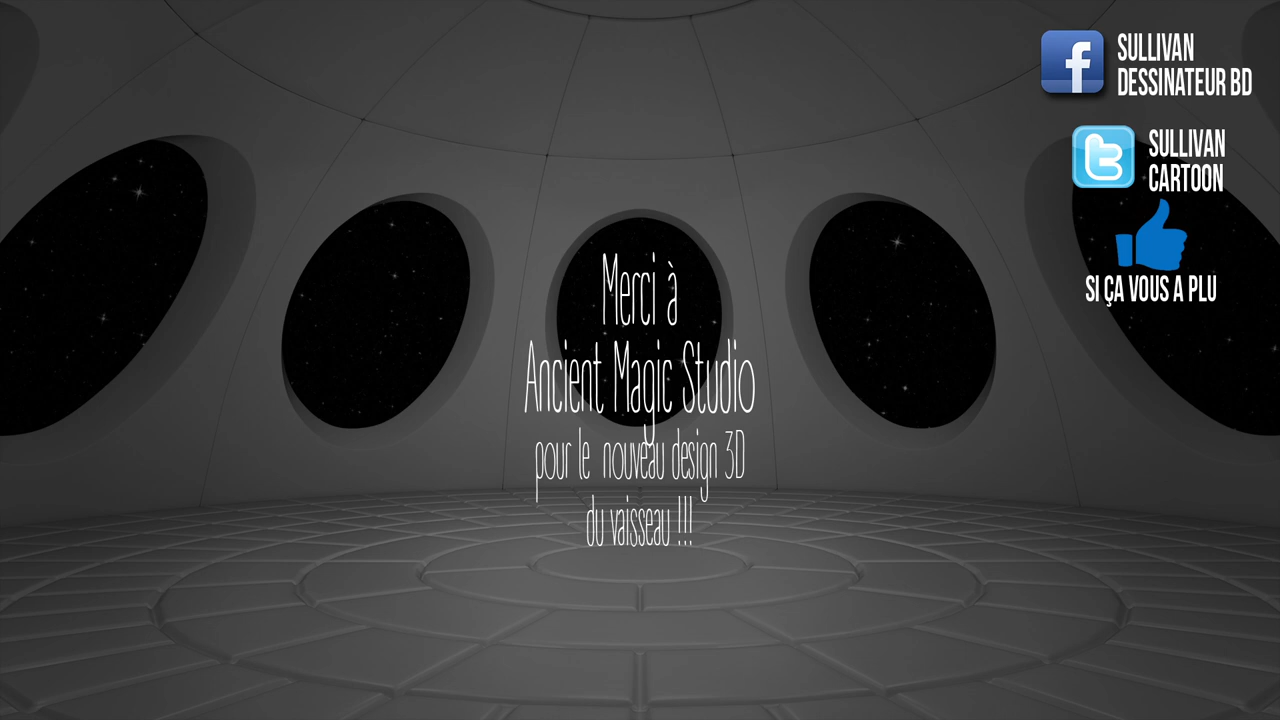 Merci à
Ancient Magic Studio
pour le nouveau design 3D
du vaisseau !!!
SULLIVAN
DESSINATEUR BD
SULLIVAN
CARTOON
SI ÇA VOUS A PLU